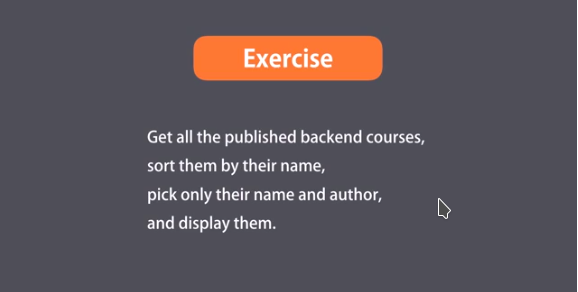 Exercise
Get all the published backend courses,
sort them by their name,
pick only their name and author,
and display them.